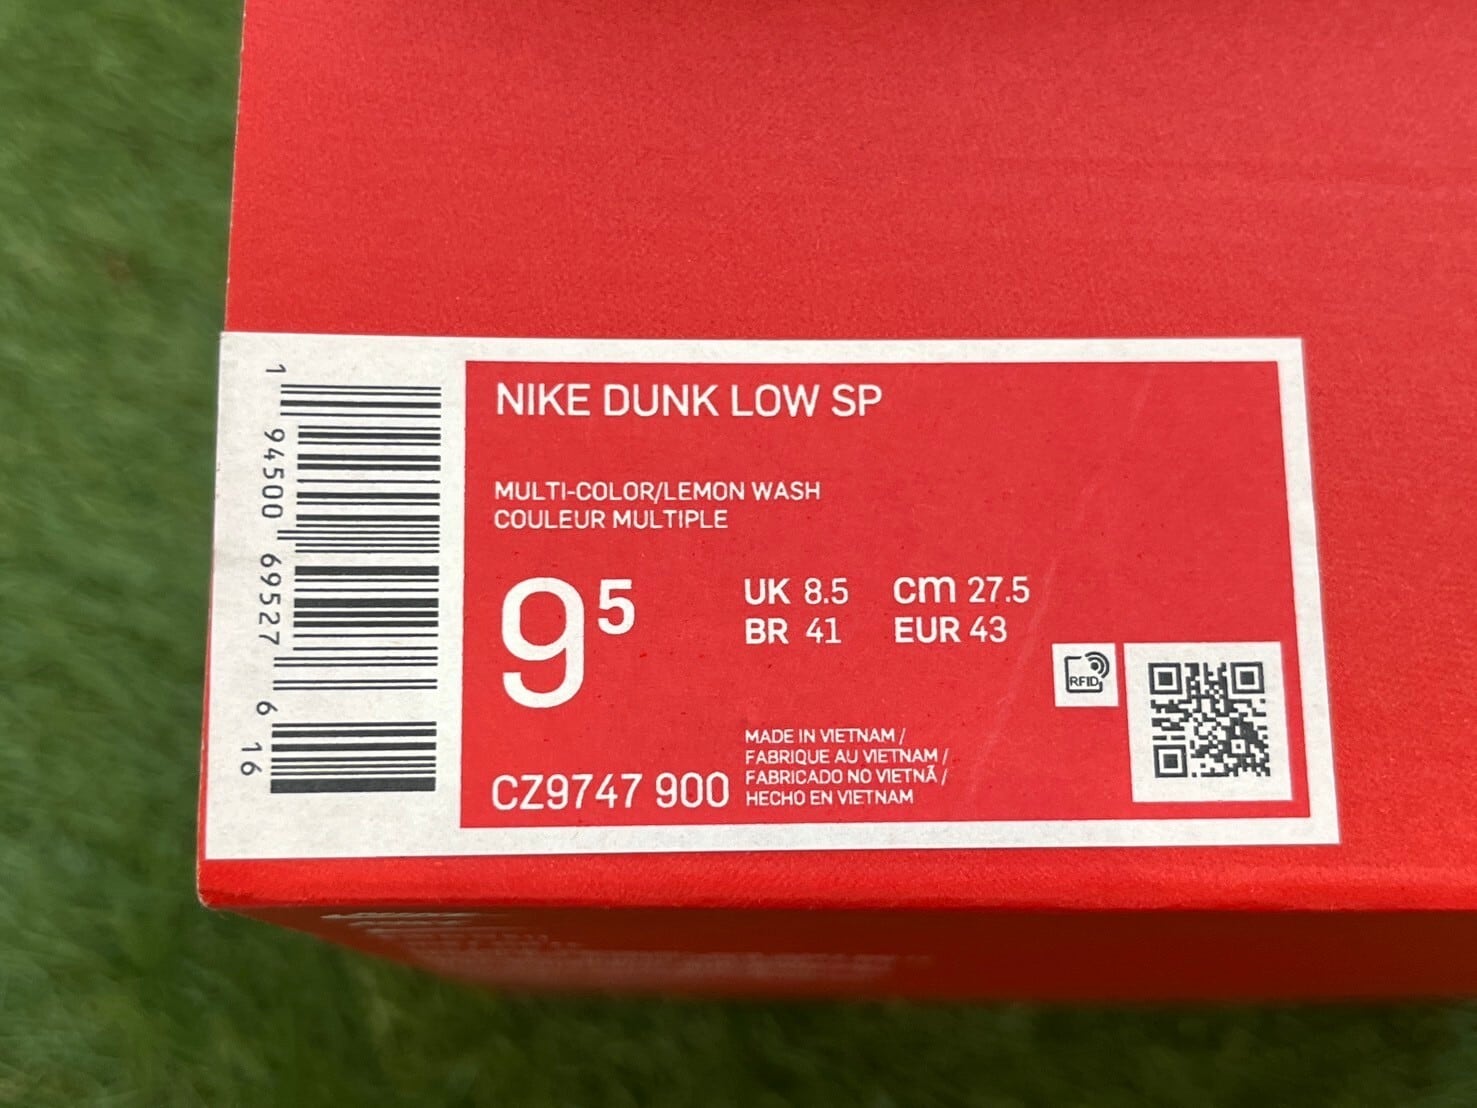 1 94500 69527 6 16
NIKE DUNK LOW SP
MULTI-COLOR/LEMON WASH
COULEUR MULTIPLE
9⁵
UK 8.5 cm 27.5
BR 41 EUR 43
RFID
MADE IN VIETNAM /
FABRIQUE AU VIETNAM /
FABRICADO NO VIETNÃ /
HECHO EN VIETNAM
CZ9747 900